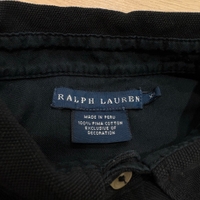 RALPH LAUREN
MADE IN PERU
100% PIMA COTTON
EXCLUSIVE OF
DECORATION